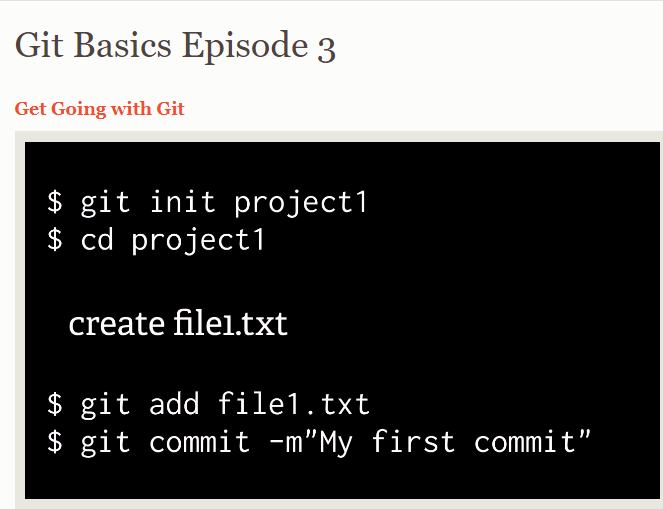 Git Basics Episode 3
Get Going with Git
$ git init project1
$ cd project1
create file1.txt
$ git add file1.txt
$ git commit -m"My first commit"